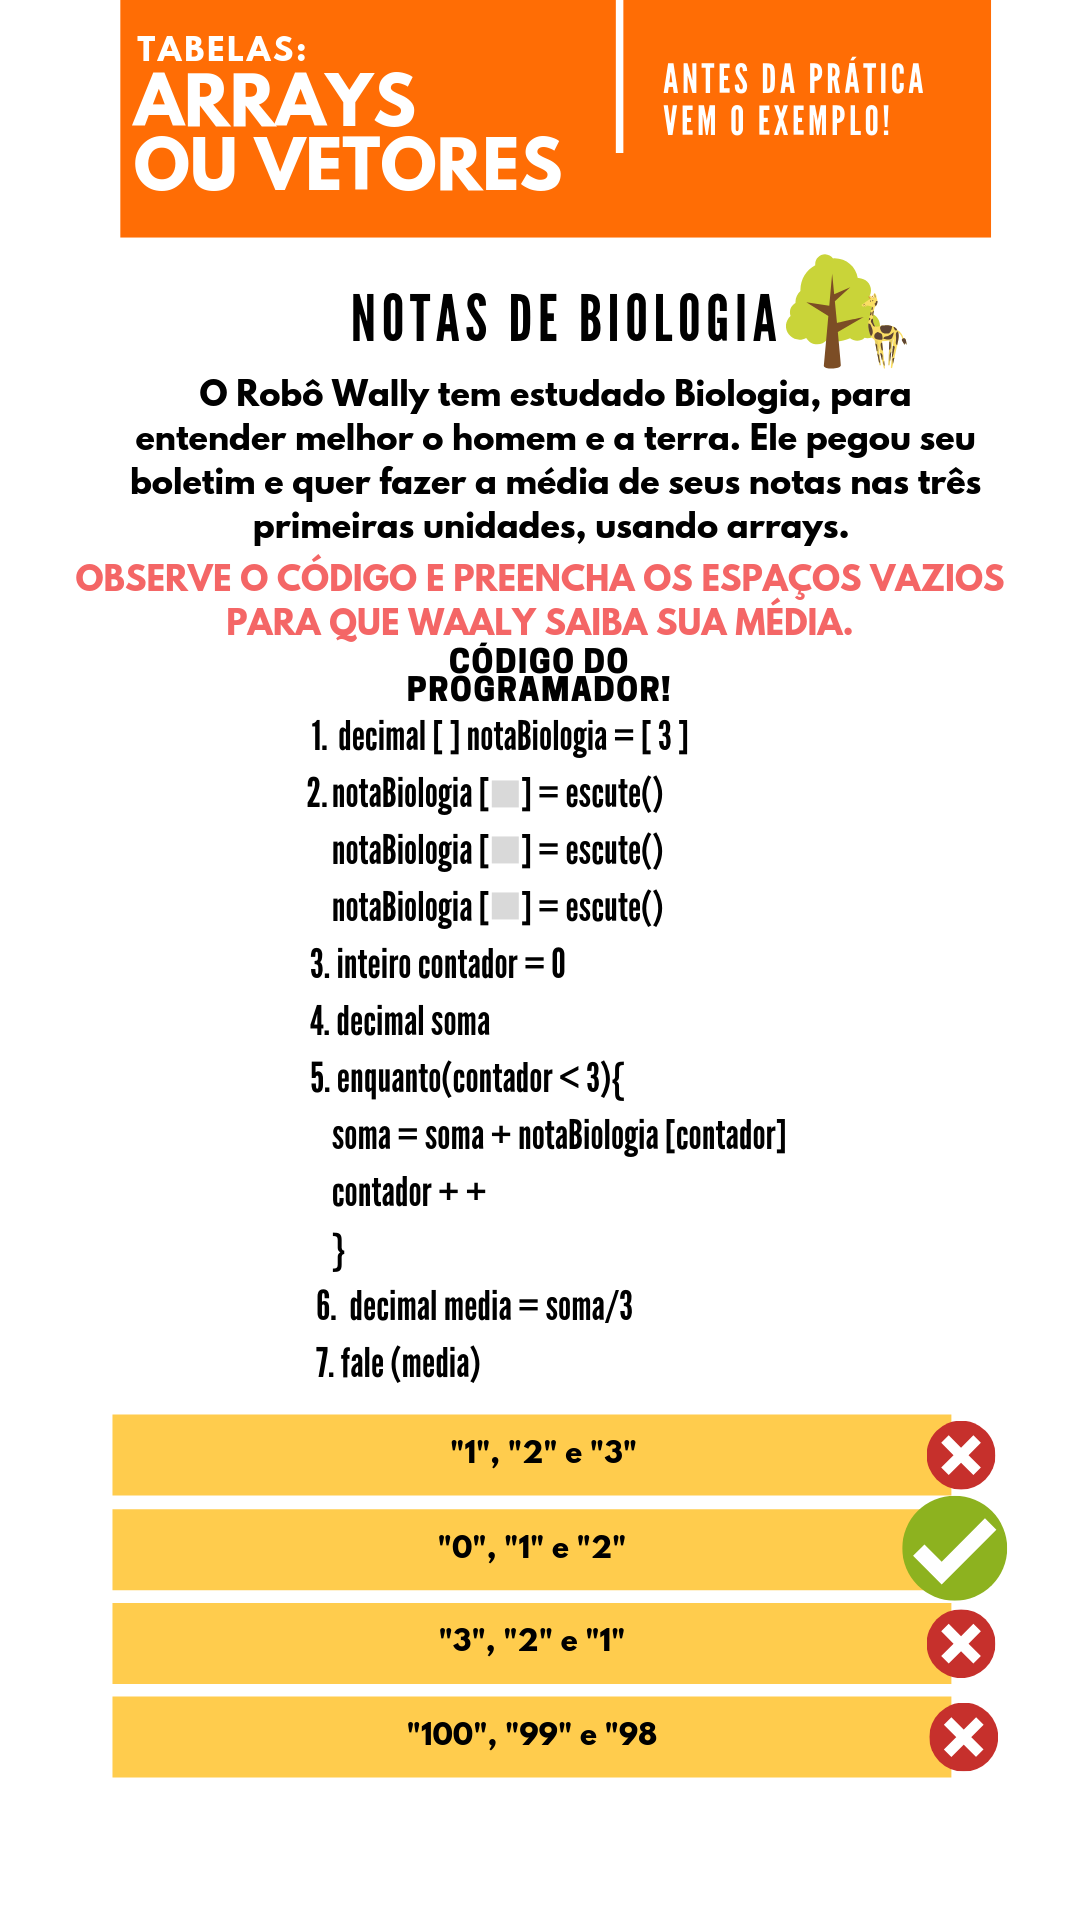 TABELAS:
ARRAYS
OU VETORES
ANTES DA PRÁTICA
VEM O EXEMPLO!
NOTAS DE BIOLOGIA
O Robô Wally tem estudado Biologia, para
entender melhor o homem e a terra. Ele pegou seu
boletim e quer fazer a média de seus notas nas três
primeiras unidades, usando arrays.
OBSERVE O CÓDIGO E PREENCHA OS ESPAÇOS VAZIOS
PARA QUE WAALY SAIBA SUA MÉDIA.
CÓDIGO DO
PROGRAMADOR!
1. decimal [ ] notaBiologia = [ 3 ]
2. notaBiologia [ ] = escute()
notaBiologia [ ] = escute()
notaBiologia [ ] = escute()
3. inteiro contador = 0
4. decimal soma
5. enquanto(contador < 3){
soma = soma + notaBiologia [contador]
contador + +
}
6. decimal media = soma/3
7. fale (media)
"1", "2" e "3"
"0", "1" e "2"
"3", "2" e "1"
"100", "99" e "98